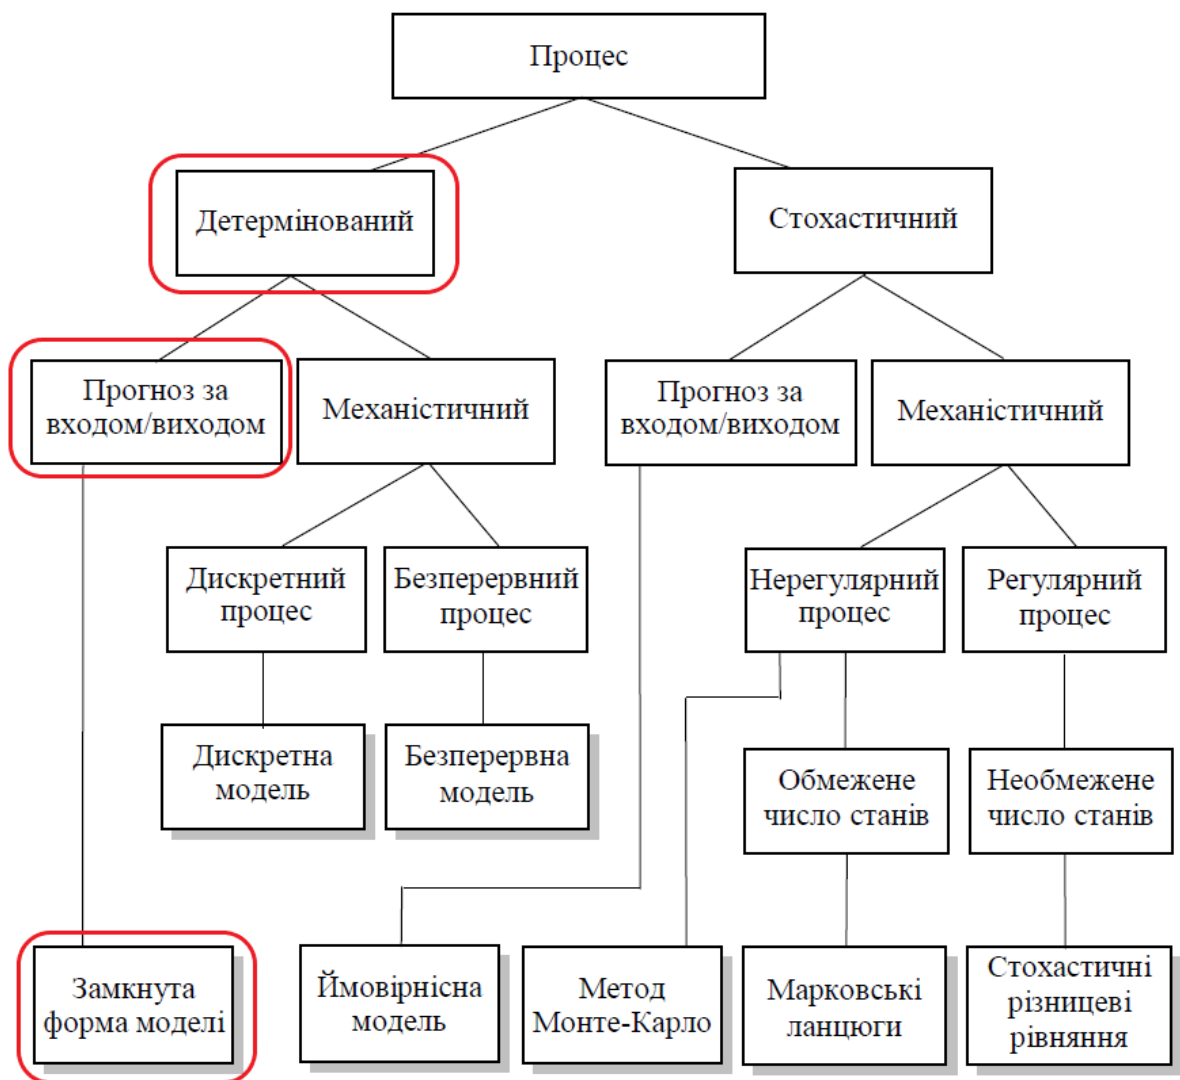 Процес
Детермінований
Стохастичний
Прогноз за
входом/виходом
Механістичний
Прогноз за
входом/виходом
Механістичний
Дискретний
процес
Безперервний
процес
Нерегулярний
процес
Регулярний
процес
Дискретна
модель
Безперервна
модель
Обмежене
число станів
Необмежене
число станів
Замкнута
форма моделі
Ймовірнісна
модель
Метод
Монте-Карло
Марковські
ланцюги
Стохастичні
різницеві
рівняння